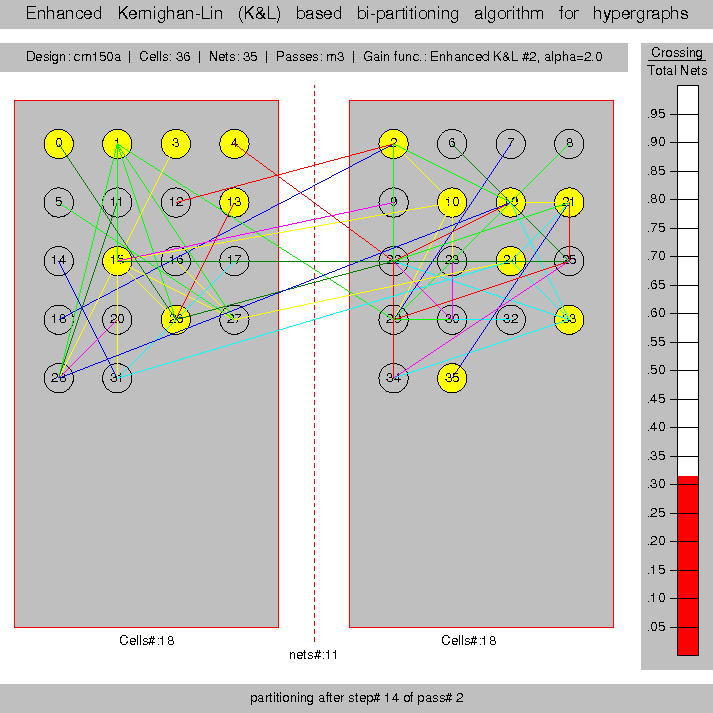 Enhanced Kernighan-Lin (K&L) based bi-partitioning algorithm for hypergraphs
Design: cm150a | Cells: 36 | Nets: 35 | Passes: m3 | Gain func.: Enhanced K&L #2, alpha=2.0
Crossing
Total Nets
0 1 3 4 2 6 7 8
5 11 12 13 9 10 19 21
14 15 16 17 22 23 24 25
18 20 26 27 29 30 32 33
28 31 34 35
.95
.90
.85
.80
.75
.70
.65
.60
.55
.50
.45
.40
.35
.30
.25
.20
.15
.10
.05
Cells#:18 Cells#:18
nets#:11
partitioning after step# 14 of pass# 2